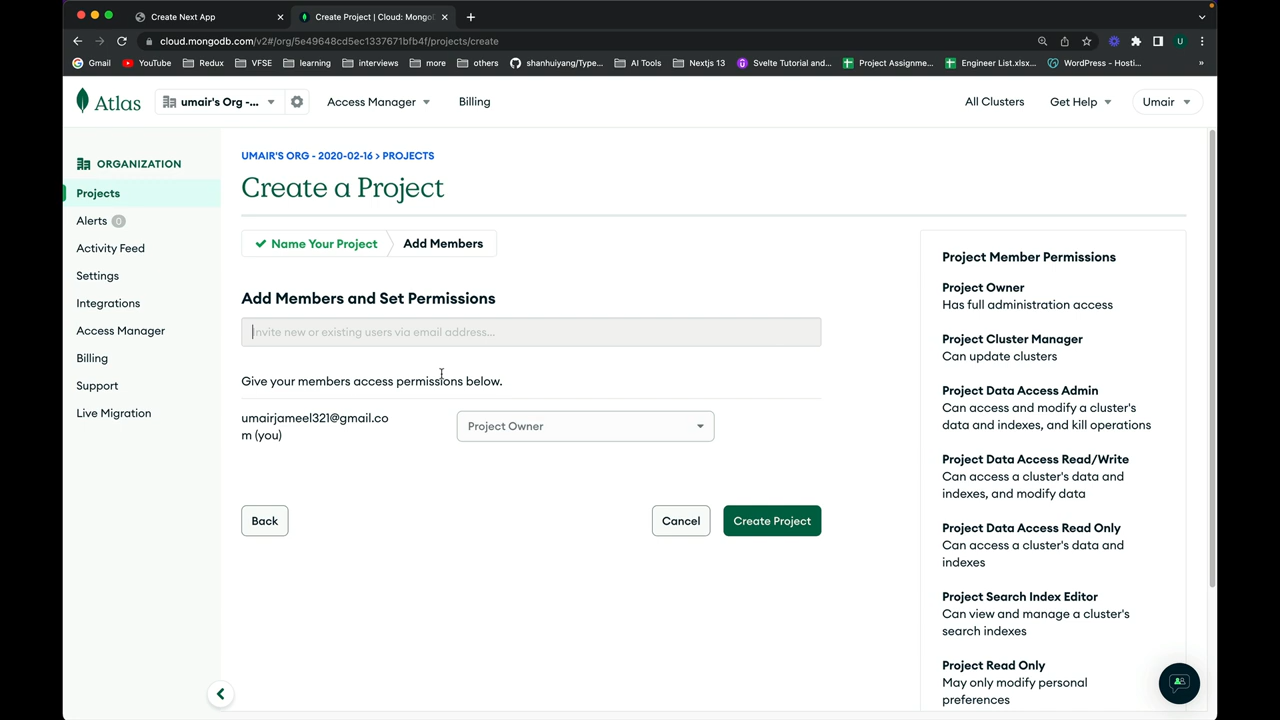 Create Next App
Create Project | Cloud: Mongo
cloud.mongodb.com/v2#/org/5e49648cd5ec1337671bfb4f/projects/create
Gmail
YouTube
Redux
VFSE
learning
interviews
more
others
shanhuiyang/Type...
AI Tools
Nextjs 13
Svelte Tutorial and...
Project Assignme...
Engineer List.xlsx...
WordPress - Hosti...
»
U
Atlas
umair's Org -...
Access Manager
Billing
All Clusters
Get Help
Umair
ORGANIZATION
Projects
Alerts 0
Activity Feed
Settings
Integrations
Access Manager
Billing
Support
Live Migration
UMAIR'S ORG - 2020-02-16 > PROJECTS
Create a Project
Name Your Project
Add Members
Add Members and Set Permissions
Invite new or existing users via email address...
Give your members access permissions below.
umairjameel321@gmail.co
m (you)
Project Owner
Back
Cancel
Create Project
Project Member Permissions
Project Owner
Has full administration access
Project Cluster Manager
Can update clusters
Project Data Access Admin
Can access and modify a cluster's
data and indexes, and kill operations
Project Data Access Read/Write
Can access a cluster's data and
indexes, and modify data
Project Data Access Read Only
Can access a cluster's data and
indexes
Project Search Index Editor
Can view and manage a cluster's
search indexes
Project Read Only
May only modify personal
preferences